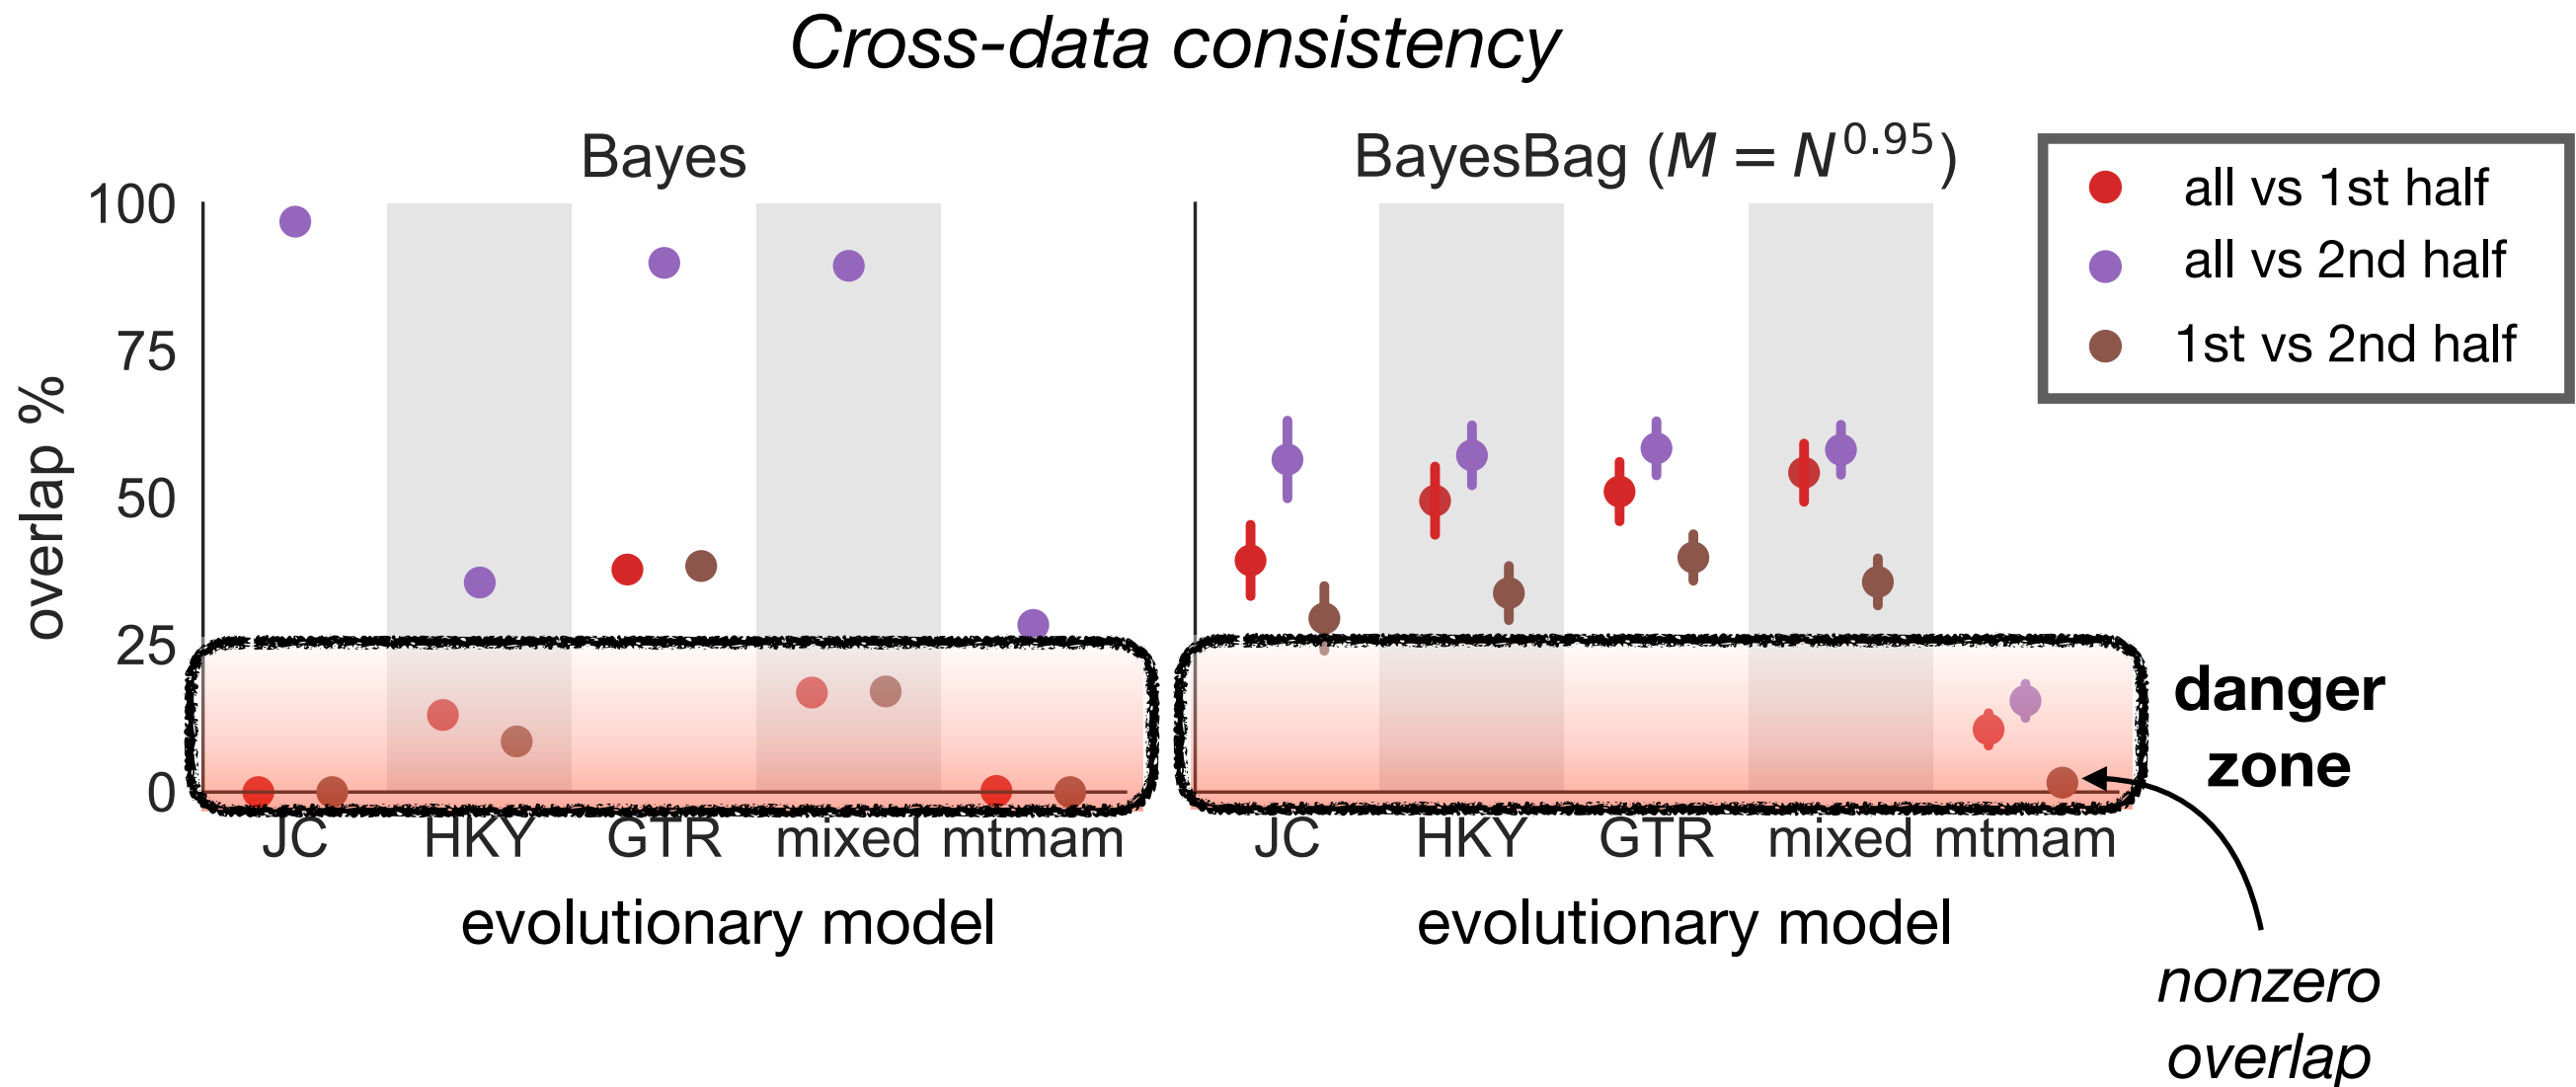 Cross-data consistency
Bayes
BayesBag (M = N^0.95)
all vs 1st half
all vs 2nd half
1st vs 2nd half
overlap %
100
75
50
25
0
JC HKY GTR mixed mtmam
JC HKY GTR mixed mtmam
evolutionary model
evolutionary model
danger
zone
nonzero
overlap